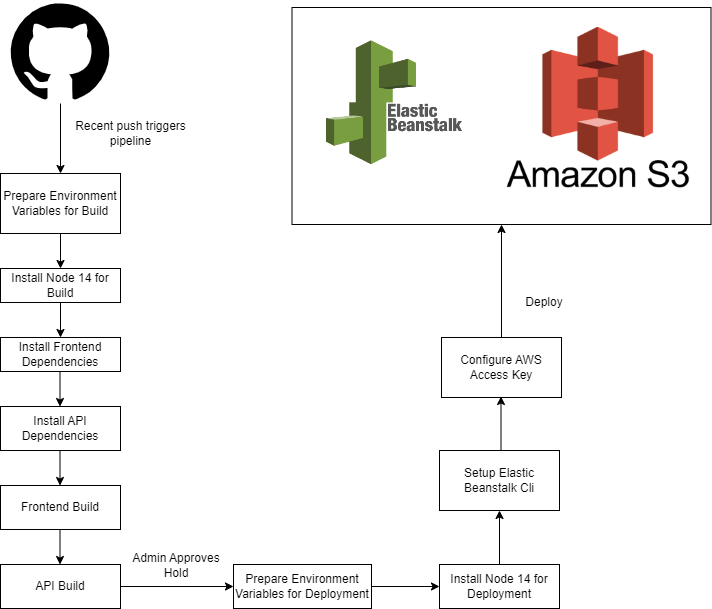 Recent push triggers
pipeline
Prepare Environment
Variables for Build
Install Node 14 for
Build
Install Frontend
Dependencies
Install API
Dependencies
Frontend Build
API Build
Admin Approves
Hold
Prepare Environment
Variables for Deployment
Install Node 14 for
Deployment
Setup Elastic
Beanstalk Cli
Configure AWS
Access Key
Deploy
Elastic
Beanstalk
Amazon S3